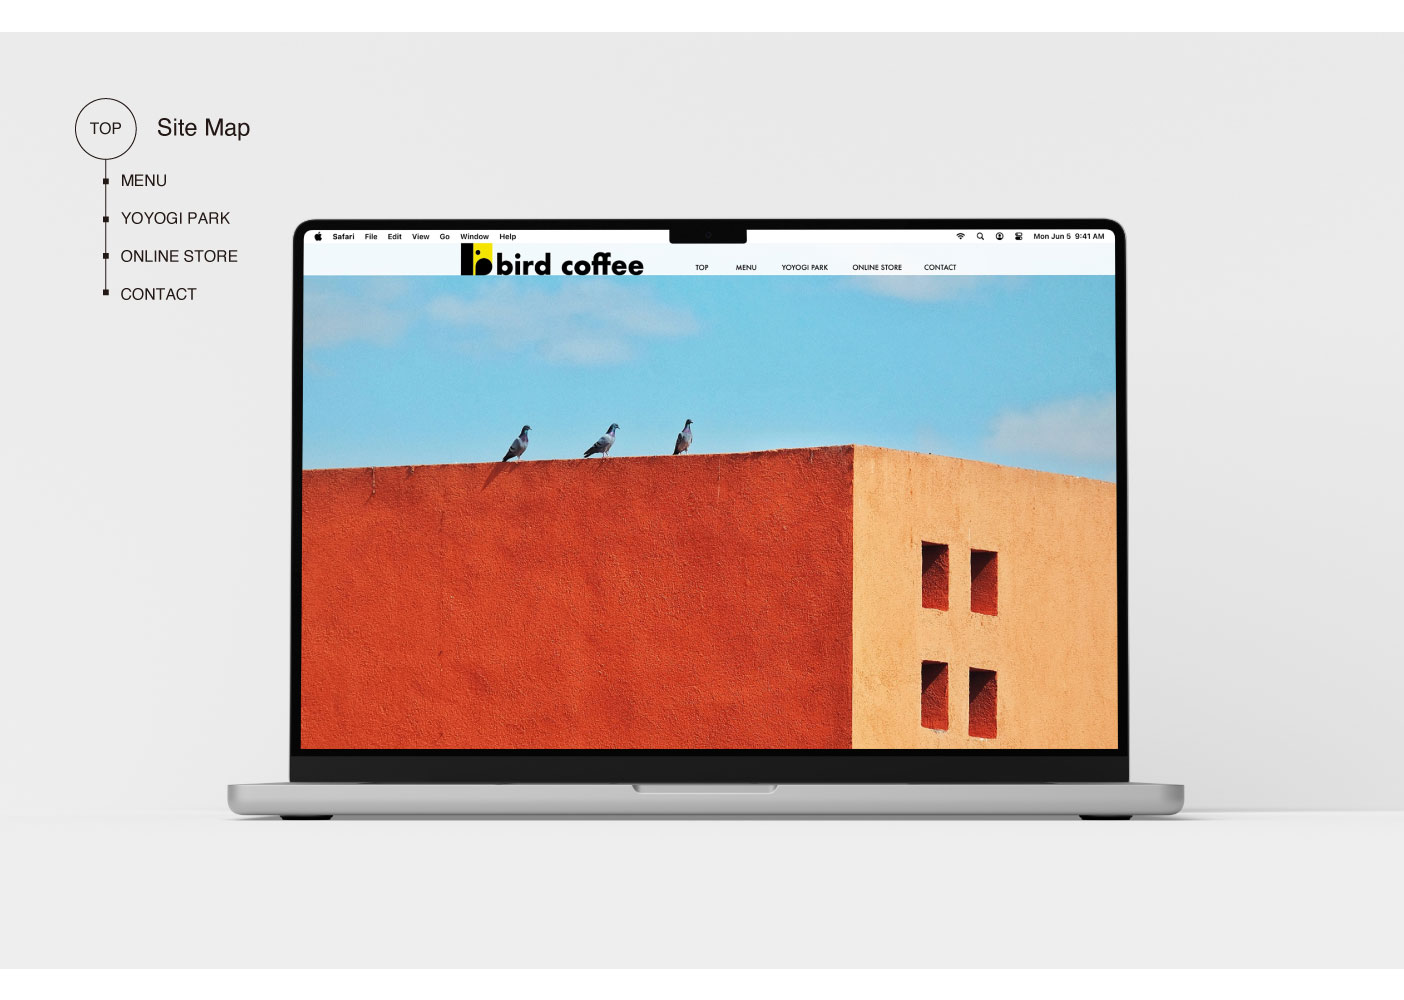 TOP Site Map
MENU
YOYOGI PARK
ONLINE STORE
CONTACT
Safari File Edit View Go Window Help Mon Jun 5 9:41 AM
bird coffee TOP MENU YOYOGI PARK ONLINE STORE CONTACT